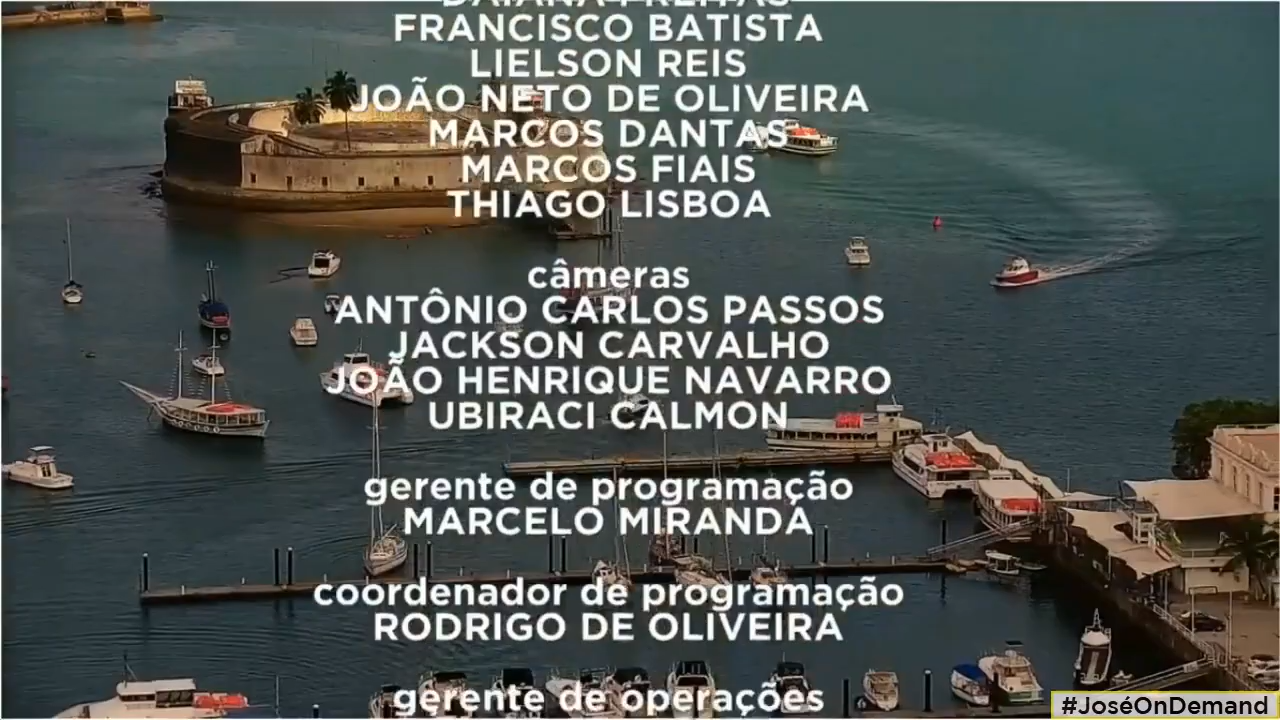 DAIANA FREITAS
FRANCISCO BATISTA
LIELSON REIS
JOÃO NETO DE OLIVEIRA
MARCOS DANTAS
MARCOS FIAIS
THIAGO LISBOA
câmeras
ANTÔNIO CARLOS PASSOS
JACKSON CARVALHO
JOÃO HENRIQUE NAVARRO
UBIRACI CALMON
gerente de programação
MARCELO MIRANDA
coordenador de programação
RODRIGO DE OLIVEIRA
gerente de operações
#JoséOnDemand